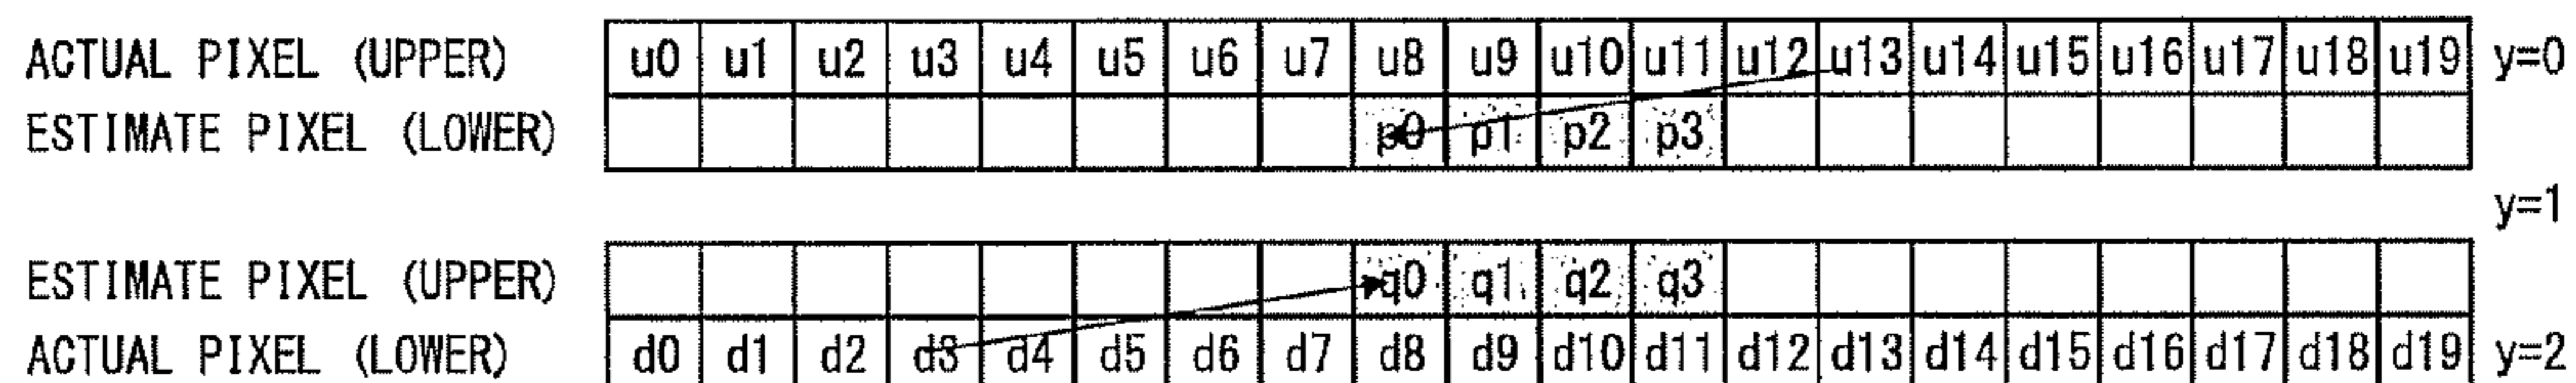 ACTUAL PIXEL (UPPER) u0 u1 u2 u3 u4 u5 u6 u7 u8 u9 u10 u11 u12 u13 u14 u15 u16 u17 u18 u19 y=0
ESTIMATE PIXEL (LOWER) p0 p1 p2 p3
y=1
ESTIMATE PIXEL (UPPER) q0 q1 q2 q3
ACTUAL PIXEL (LOWER) d0 d1 d2 d3 d4 d5 d6 d7 d8 d9 d10 d11 d12 d13 d14 d15 d16 d17 d18 d19 y=2